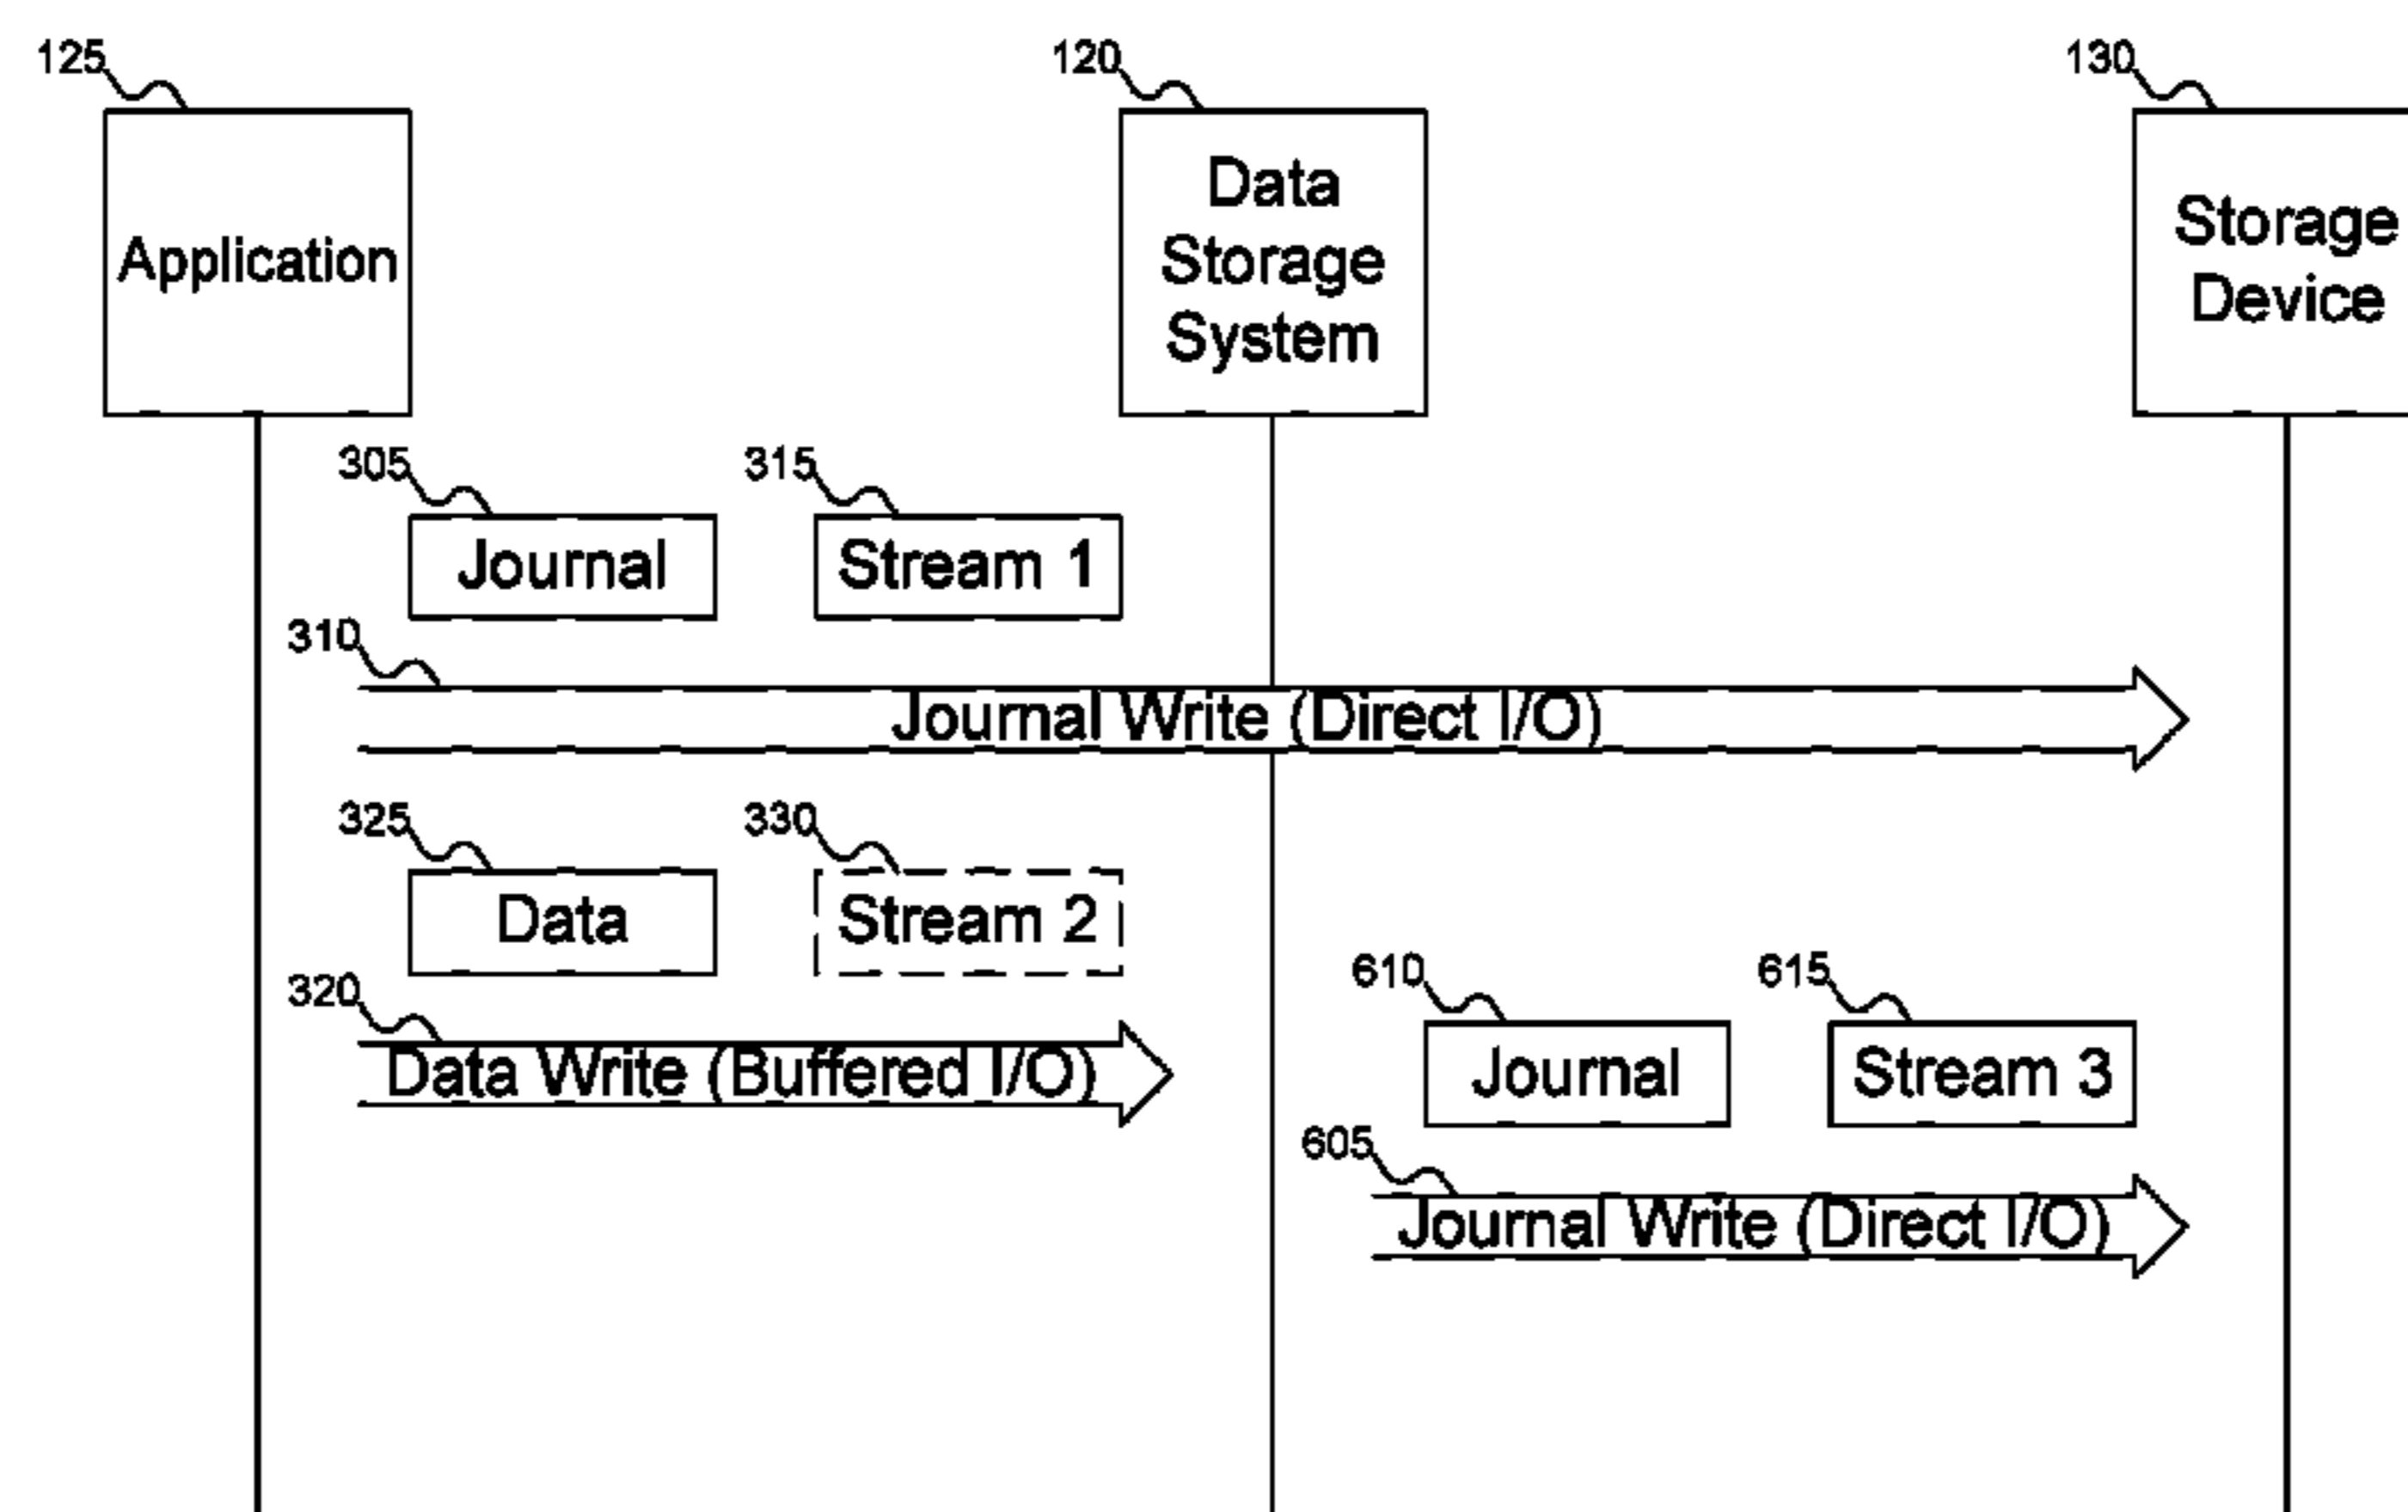 125
120
130
Application
Data
Storage
System
Storage
Device
305
315
Journal
Stream 1
310
Journal Write (Direct I/O)
325
330
Data
Stream 2
320
Data Write (Buffered I/O)
610
615
Journal
Stream 3
605
Journal Write (Direct I/O)